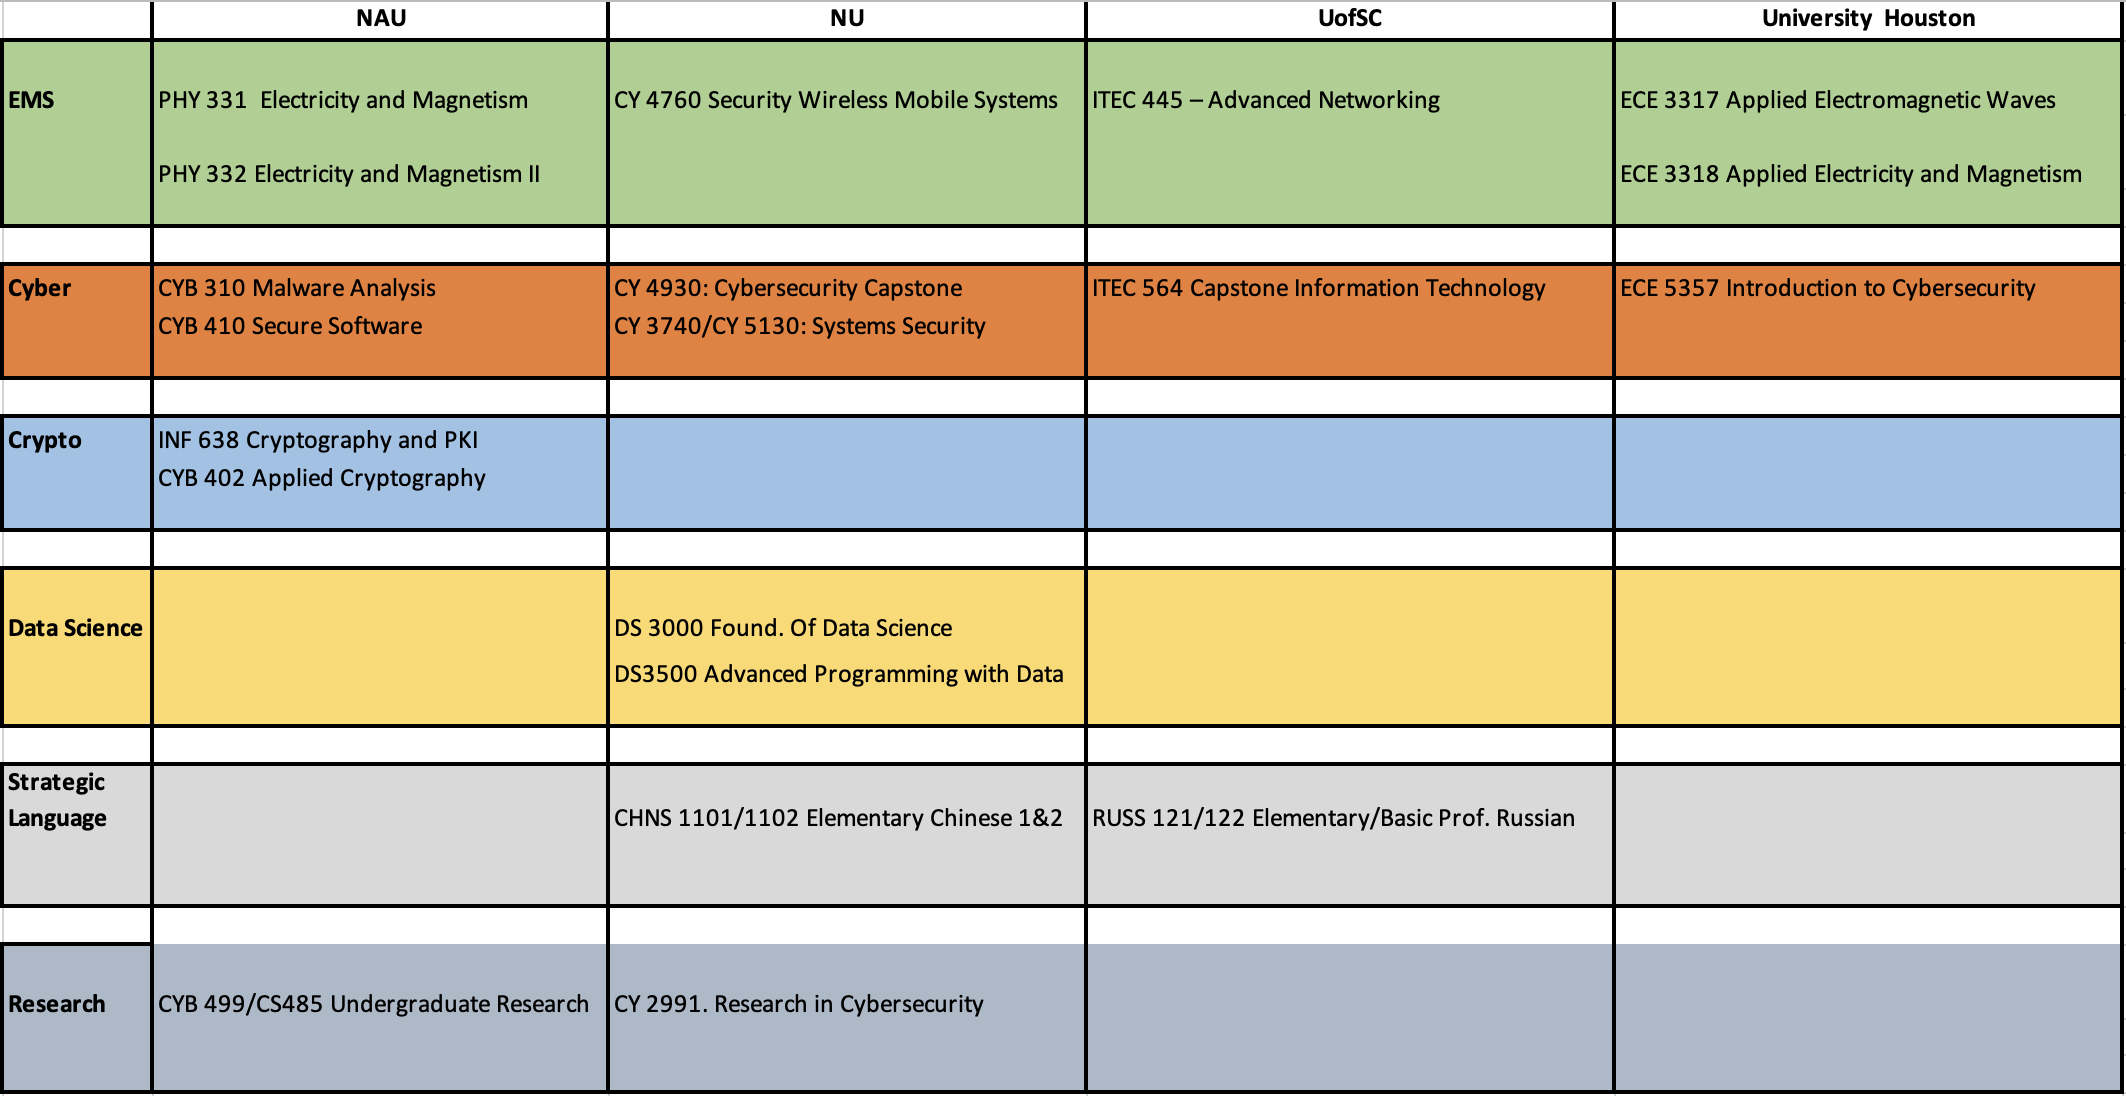 NAU NU UofSC University Houston
EMS PHY 331 Electricity and Magnetism CY 4760 Security Wireless Mobile Systems ITEC 445 – Advanced Networking ECE 3317 Applied Electromagnetic Waves
PHY 332 Electricity and Magnetism II ECE 3318 Applied Electricity and Magnetism
Cyber CYB 310 Malware Analysis CY 4930: Cybersecurity Capstone ITEC 564 Capstone Information Technology ECE 5357 Introduction to Cybersecurity
CYB 410 Secure Software CY 3740/CY 5130: Systems Security
Crypto INF 638 Cryptography and PKI
CYB 402 Applied Cryptography
Data Science DS 3000 Found. Of Data Science
DS3500 Advanced Programming with Data
Strategic
Language CHNS 1101/1102 Elementary Chinese 1&2 RUSS 121/122 Elementary/Basic Prof. Russian
Research CYB 499/CS485 Undergraduate Research CY 2991. Research in Cybersecurity